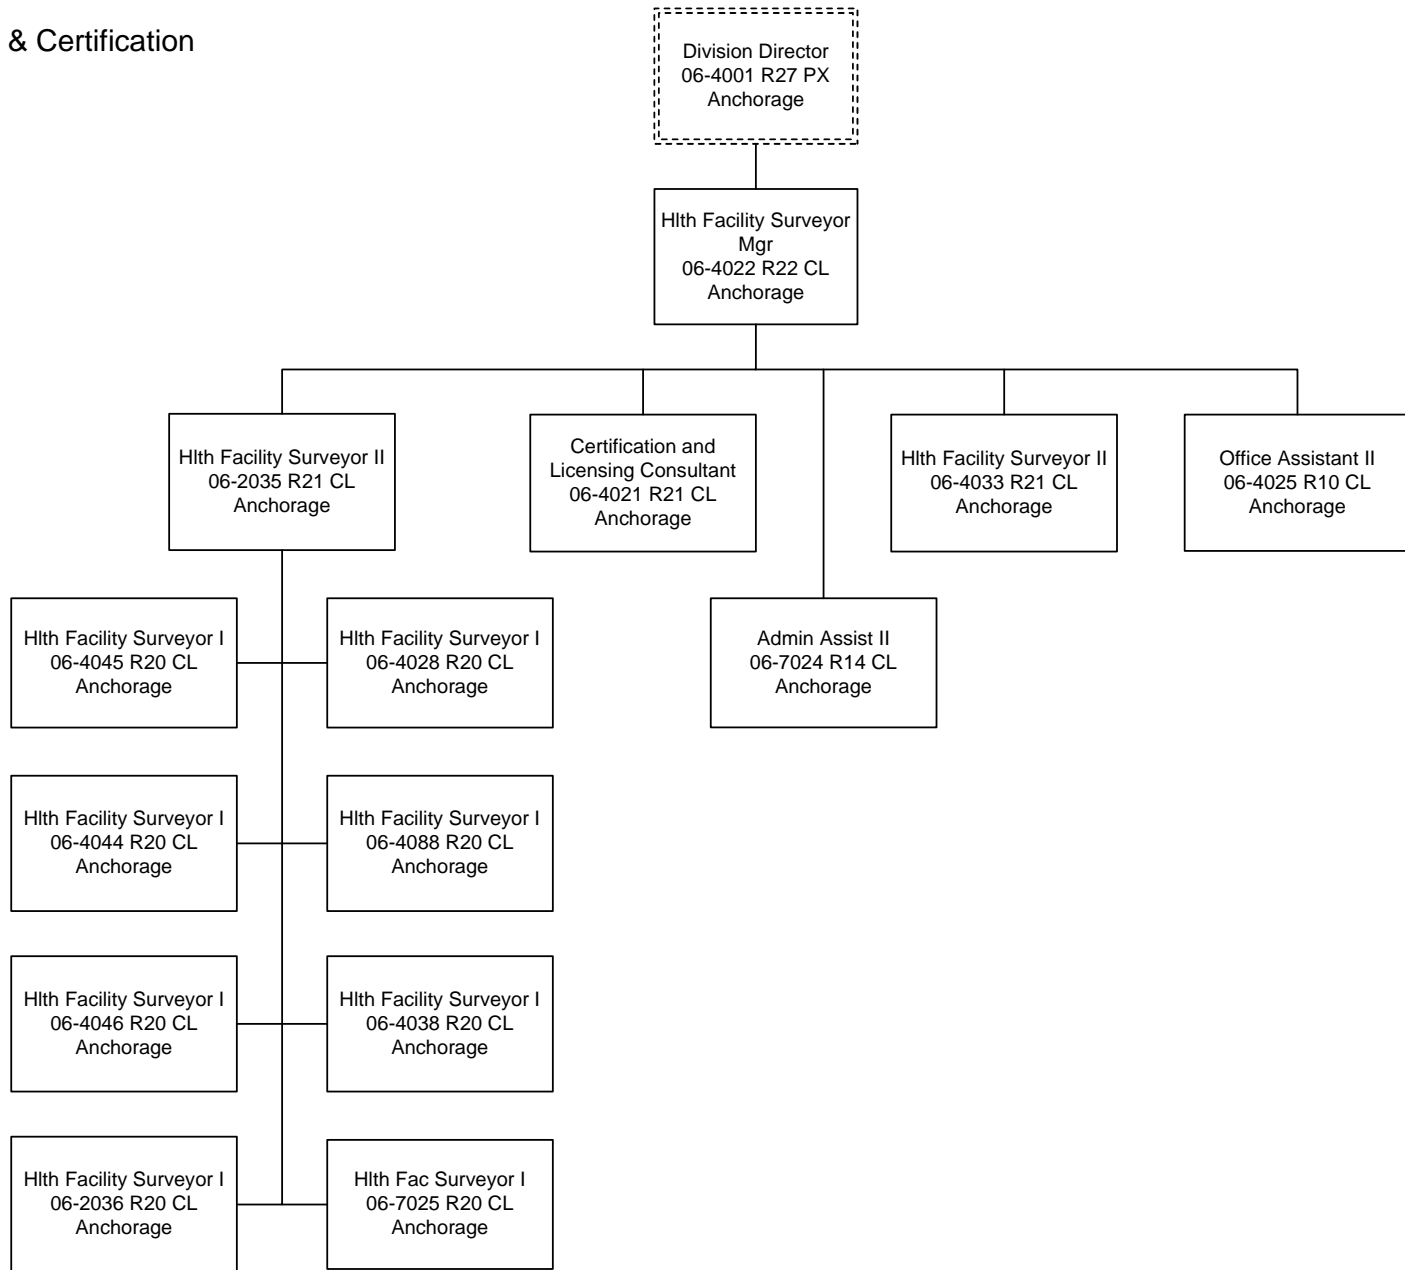 & Certification
Division Director
06-4001 R27 PX
Anchorage
Hlth Facility Surveyor
Mgr
06-4022 R22 CL
Anchorage
Hlth Facility Surveyor II
06-2035 R21 CL
Anchorage
Certification and
Licensing Consultant
06-4021 R21 CL
Anchorage
Hlth Facility Surveyor II
06-4033 R21 CL
Anchorage
Office Assistant II
06-4025 R10 CL
Anchorage
Hlth Facility Surveyor I
06-4045 R20 CL
Anchorage
Hlth Facility Surveyor I
06-4028 R20 CL
Anchorage
Admin Assist II
06-7024 R14 CL
Anchorage
Hlth Facility Surveyor I
06-4044 R20 CL
Anchorage
Hlth Facility Surveyor I
06-4088 R20 CL
Anchorage
Hlth Facility Surveyor I
06-4046 R20 CL
Anchorage
Hlth Facility Surveyor I
06-4038 R20 CL
Anchorage
Hlth Facility Surveyor I
06-2036 R20 CL
Anchorage
Hlth Fac Surveyor I
06-7025 R20 CL
Anchorage